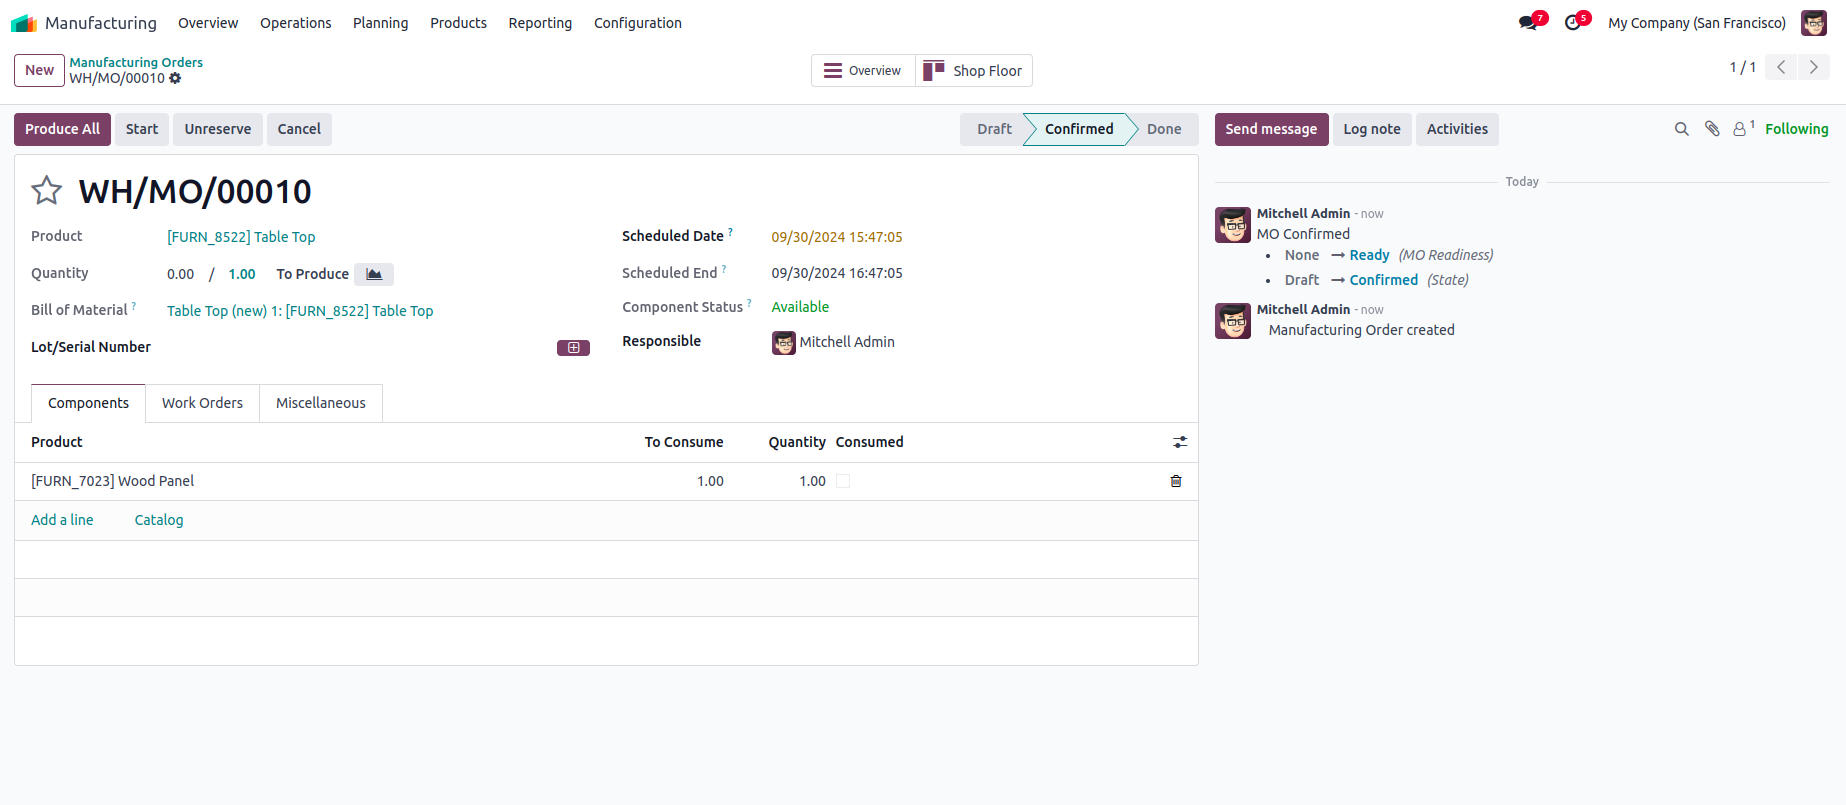 Manufacturing Overview Operations Planning Products Reporting Configuration 7 5 My Company (San Francisco)
New Manufacturing Orders Overview Shop Floor 1 / 1
WH/MO/00010
Produce All Start Unreserve Cancel Draft Confirmed Done Send message Log note Activities 1 Following
WH/MO/00010
Product [FURN_8522] Table Top Scheduled Date ? 09/30/2024 15:47:05
Quantity 0.00 / 1.00 To Produce Scheduled End ? 09/30/2024 16:47:05
Bill of Material ? Table Top (new) 1: [FURN_8522] Table Top Component Status ? Available
Lot/Serial Number Responsible Mitchell Admin
Components Work Orders Miscellaneous
Product To Consume Quantity Consumed
[FURN_7023] Wood Panel 1.00 1.00
Add a line Catalog
Today
Mitchell Admin - now
MO Confirmed
• None → Ready (MO Readiness)
• Draft → Confirmed (State)
Mitchell Admin - now
Manufacturing Order created